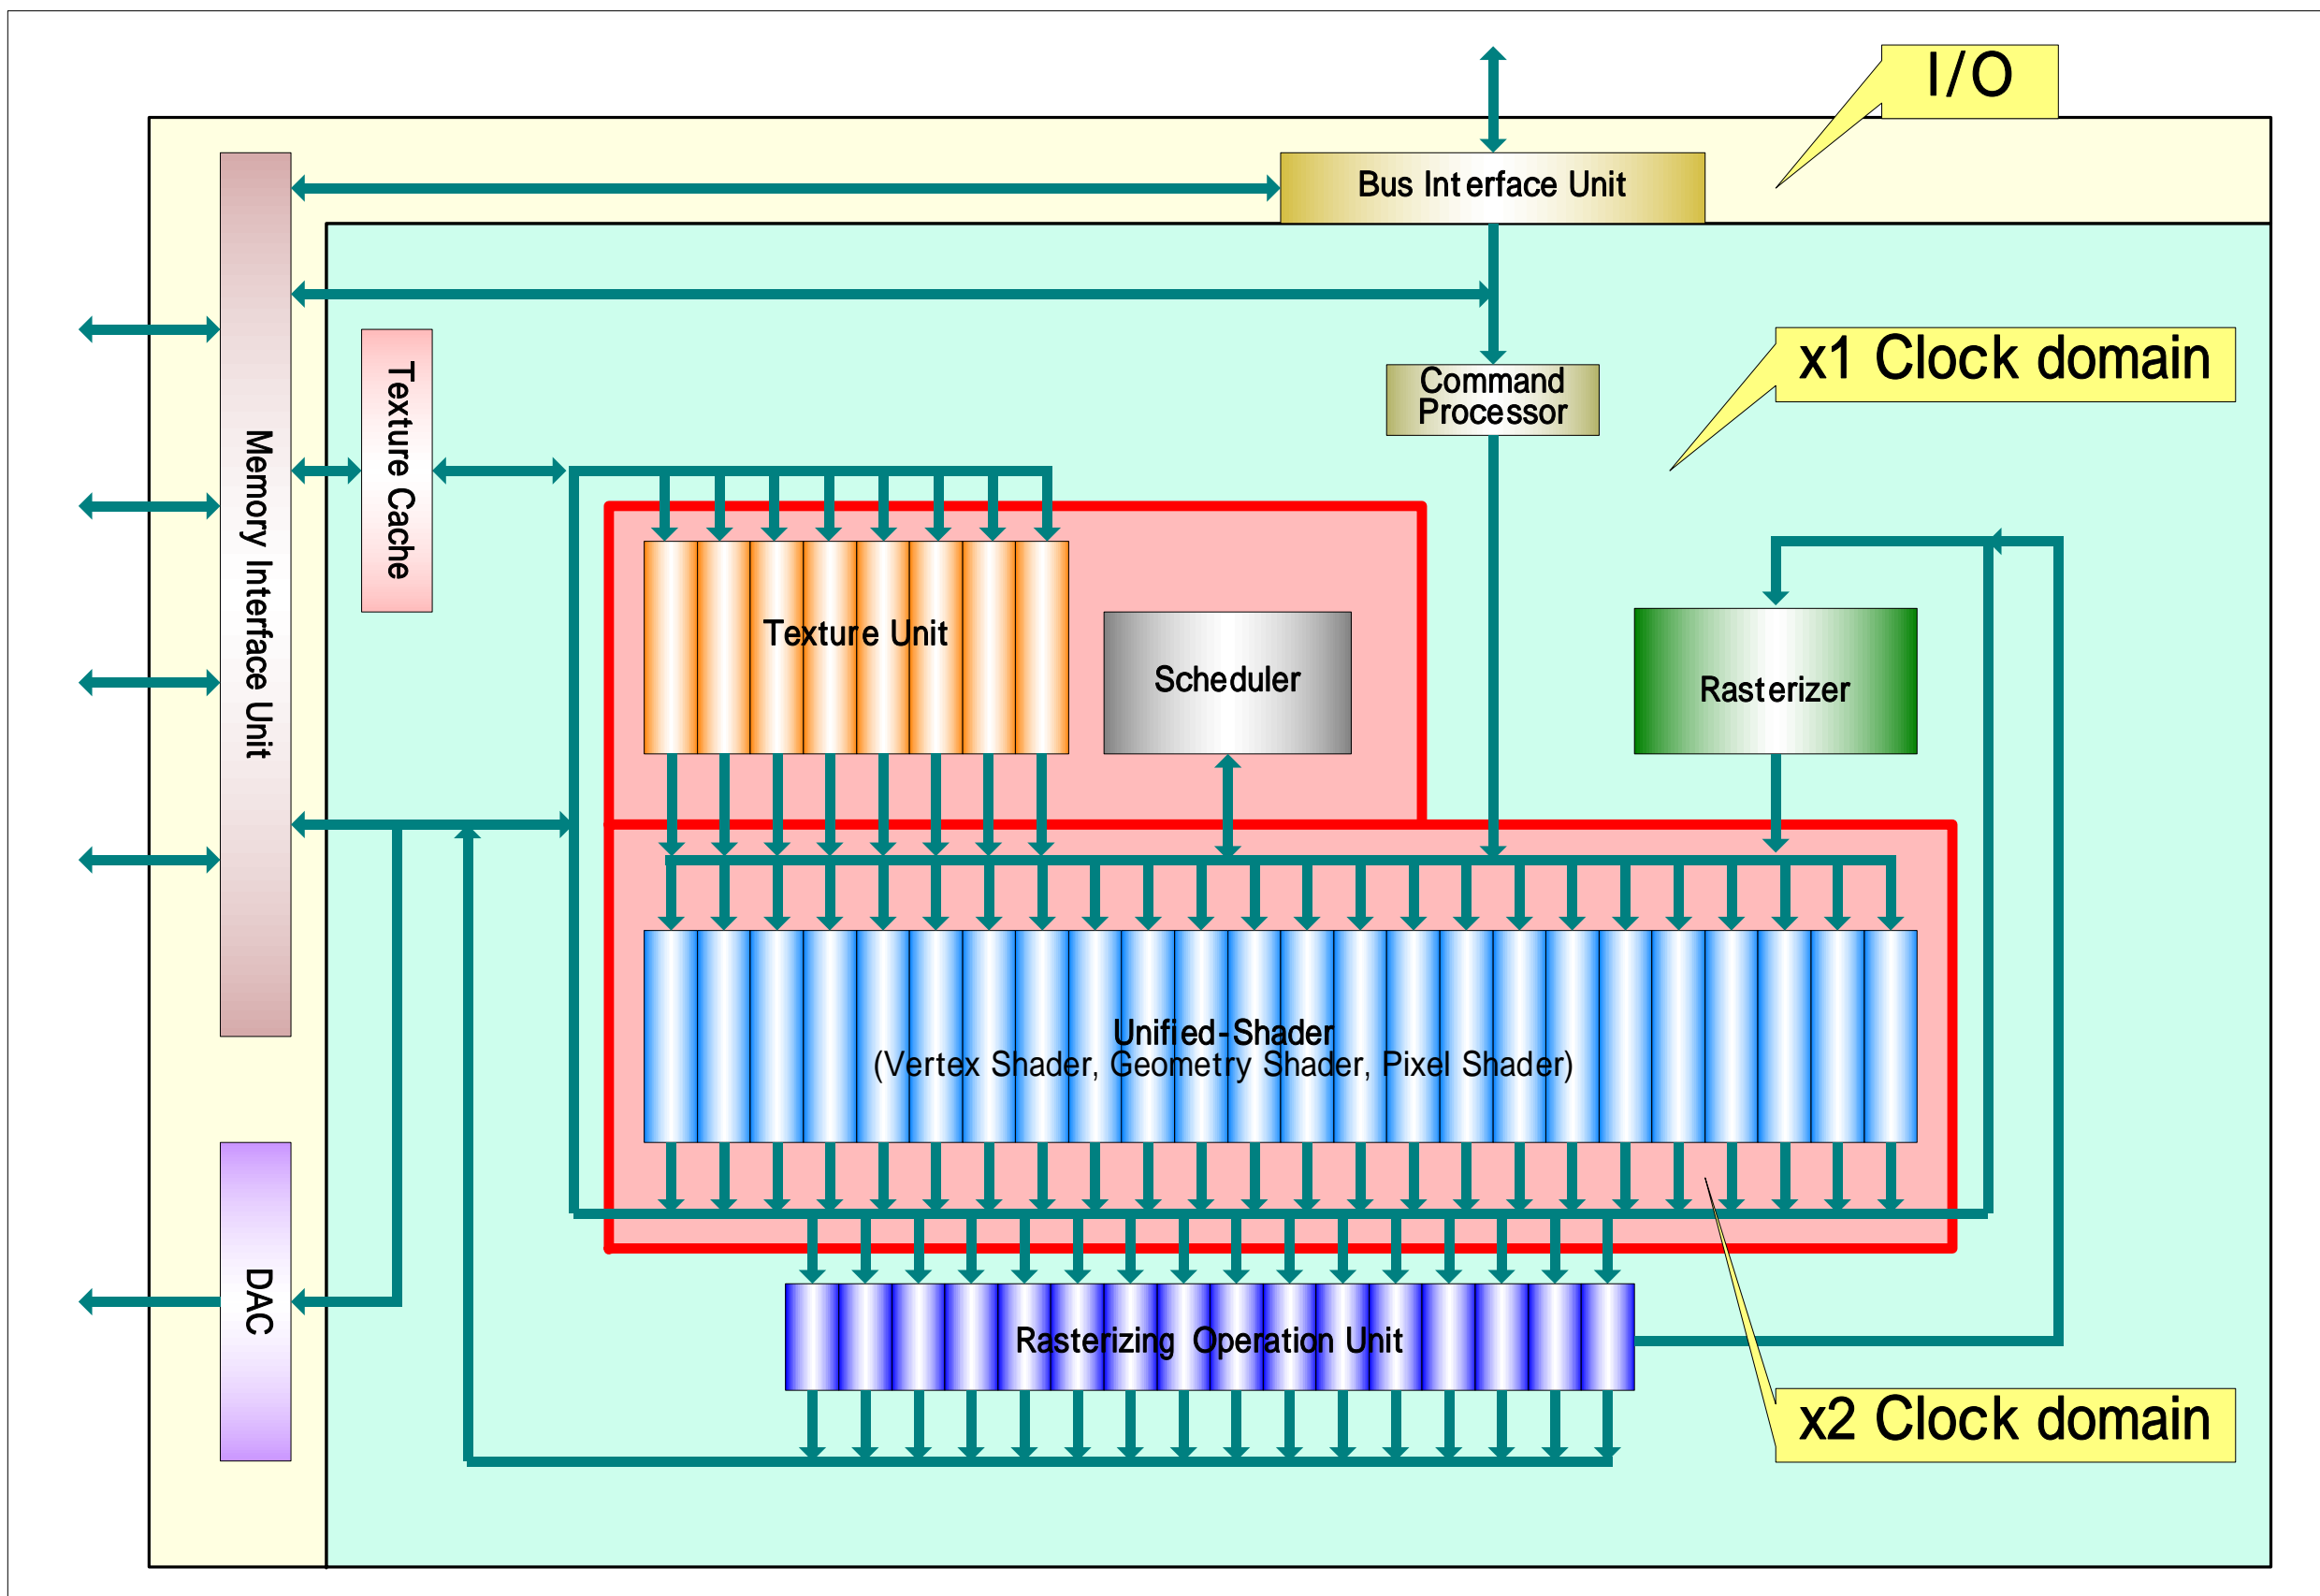 I/O
Bus Interface Unit
x1 Clock domain
Command
Processor
Texture Cache
Memory Interface Unit
Texture Unit
Scheduler
Rasterizer
Unified-Shader
(Vertex Shader, Geometry Shader, Pixel Shader)
DAC
Rasterizing Operation Unit
x2 Clock domain